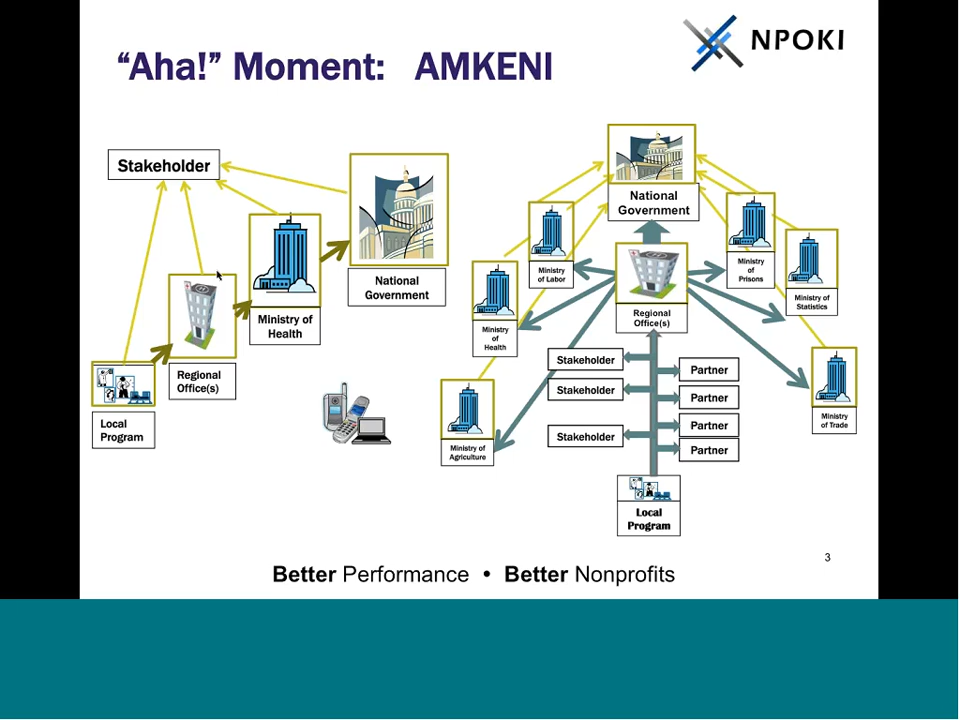 “Aha!” Moment: AMKENI
NPOKI
Stakeholder
National
Government
Ministry of
Health
Regional
Office(s)
Local
Program
National
Government
Ministry
of Labor
Ministry
of
Prisons
Ministry of
Statistics
Ministry
of
Health
Regional
Office(s)
Stakeholder
Partner
Stakeholder
Partner
Ministry
of Trade
Stakeholder
Partner
Partner
Ministry of
Agriculture
Local
Program
3
Better Performance • Better Nonprofits